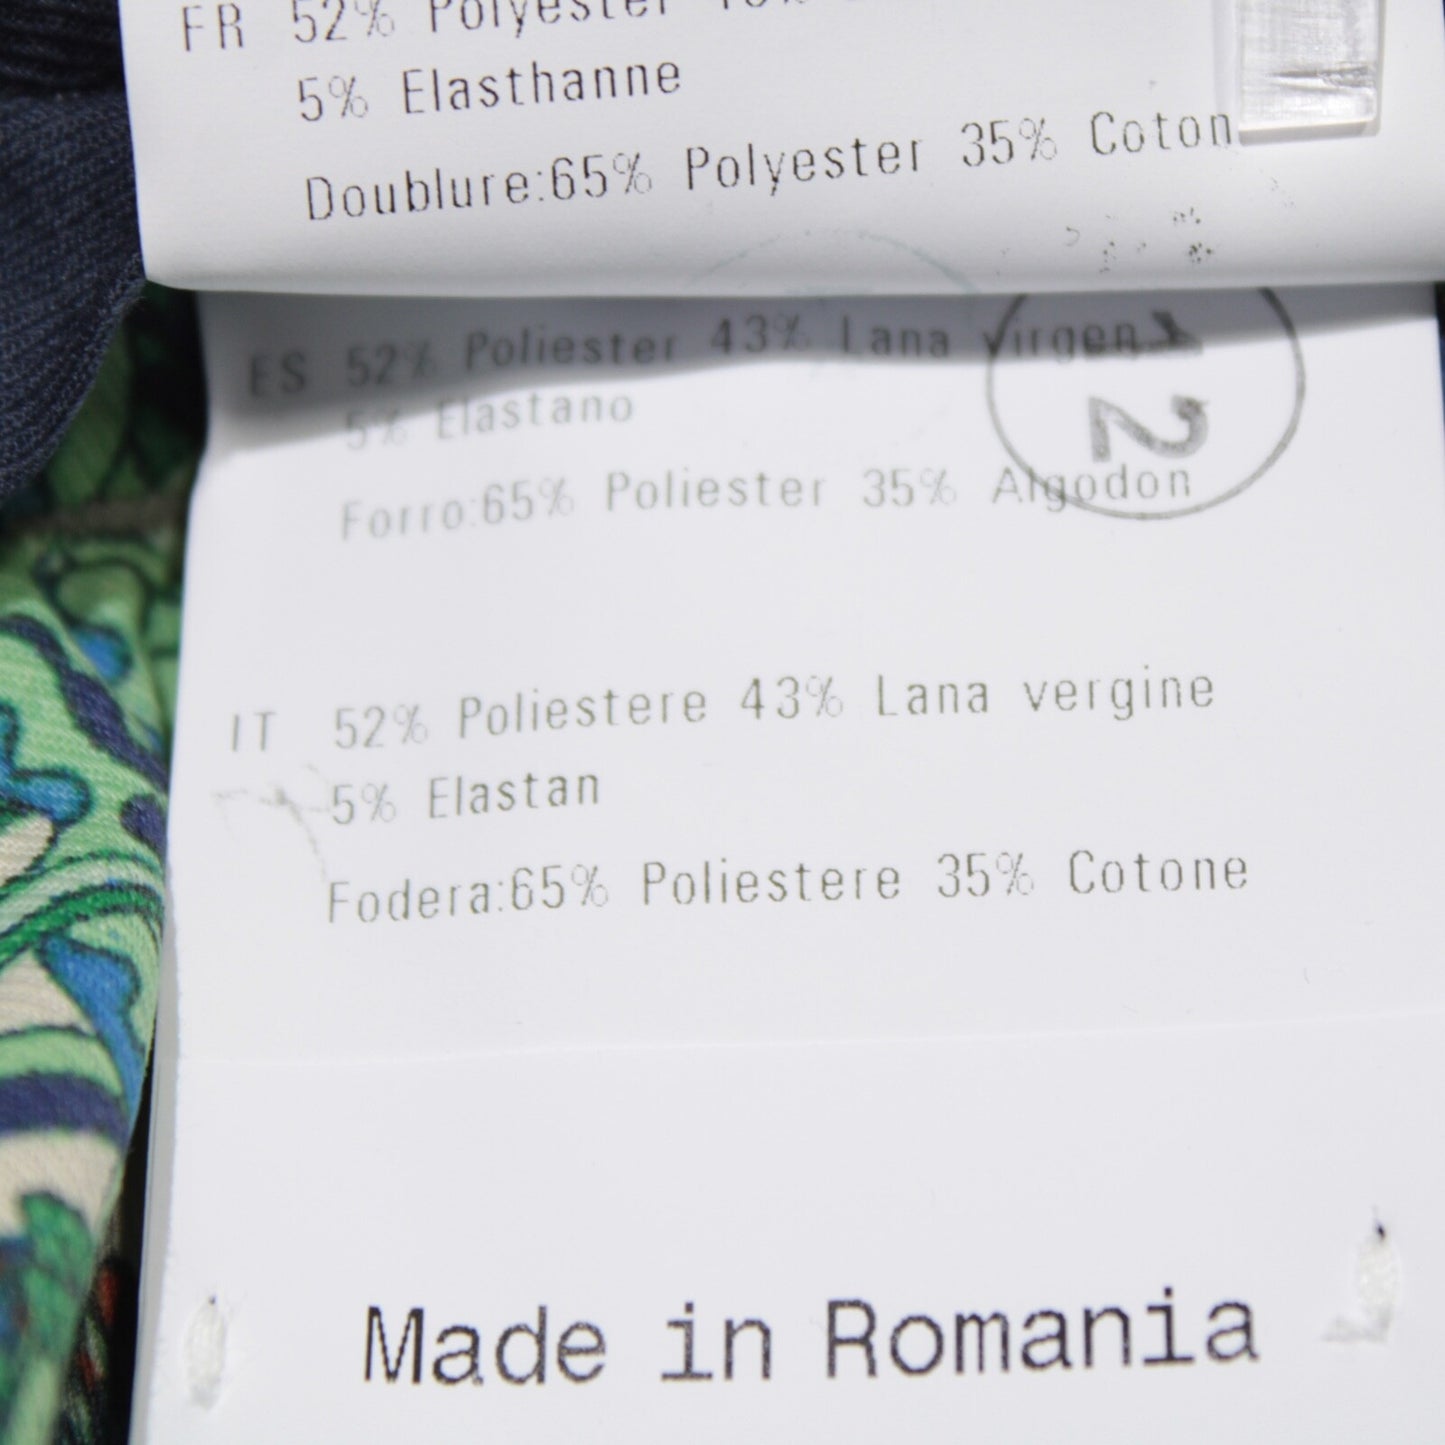 FR 52% Polyester
5% Elasthanne
Doublure:65% Polyester 35% Coton
ES 52% Poliester 43% Lana virgen
5% Elastano
Forro:65% Poliester 35% Algodon
2
IT 52% Poliestere 43% Lana vergine
5% Elastan
Fodera:65% Poliestere 35% Cotone
Made in Romania